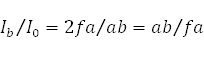 I_b/I_0 = 2fa/ab = ab/fa